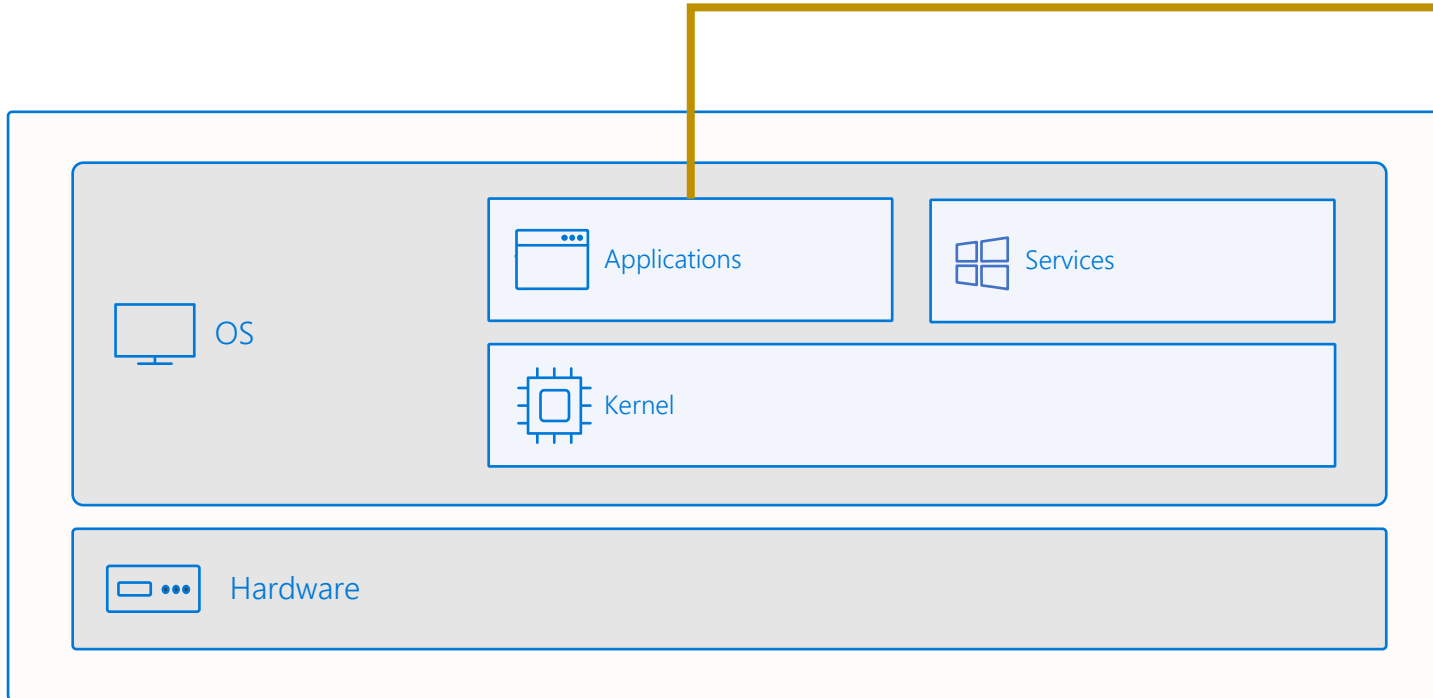 Applications
Services
OS
Kernel
Hardware